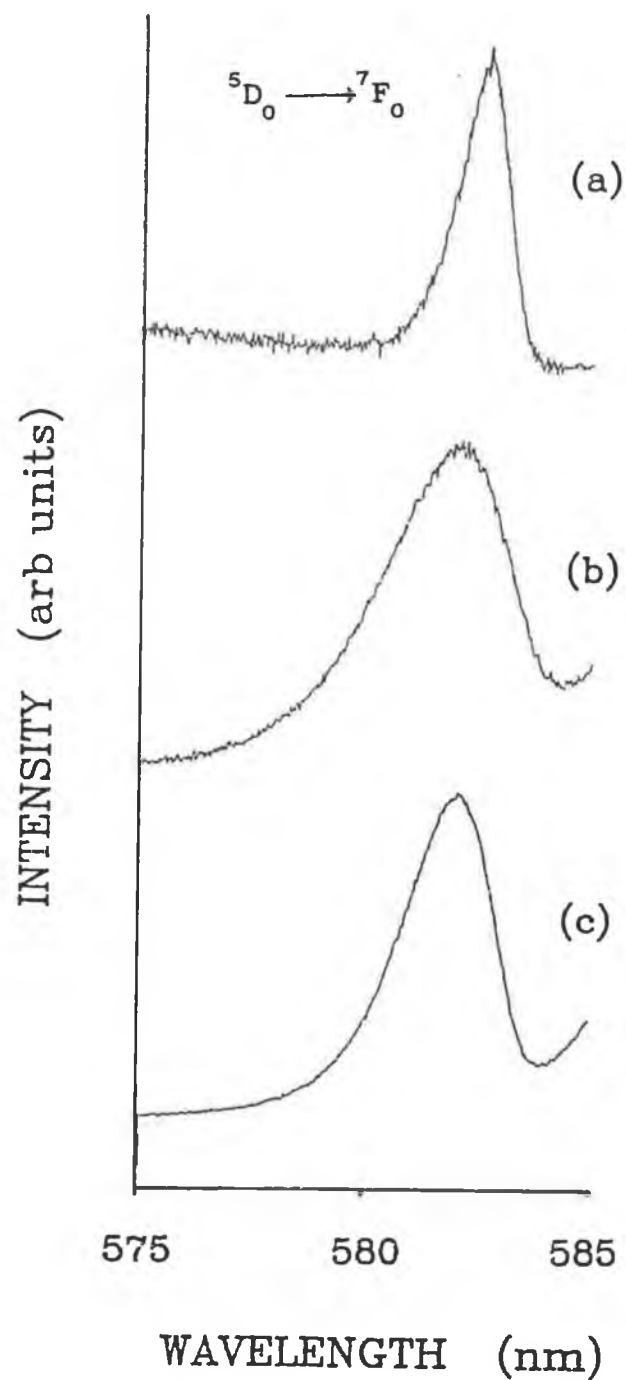 ⁵D₀ ⟶ ⁷F₀
(a)
(b)
(c)
INTENSITY (arb units)
575 580 585
WAVELENGTH (nm)